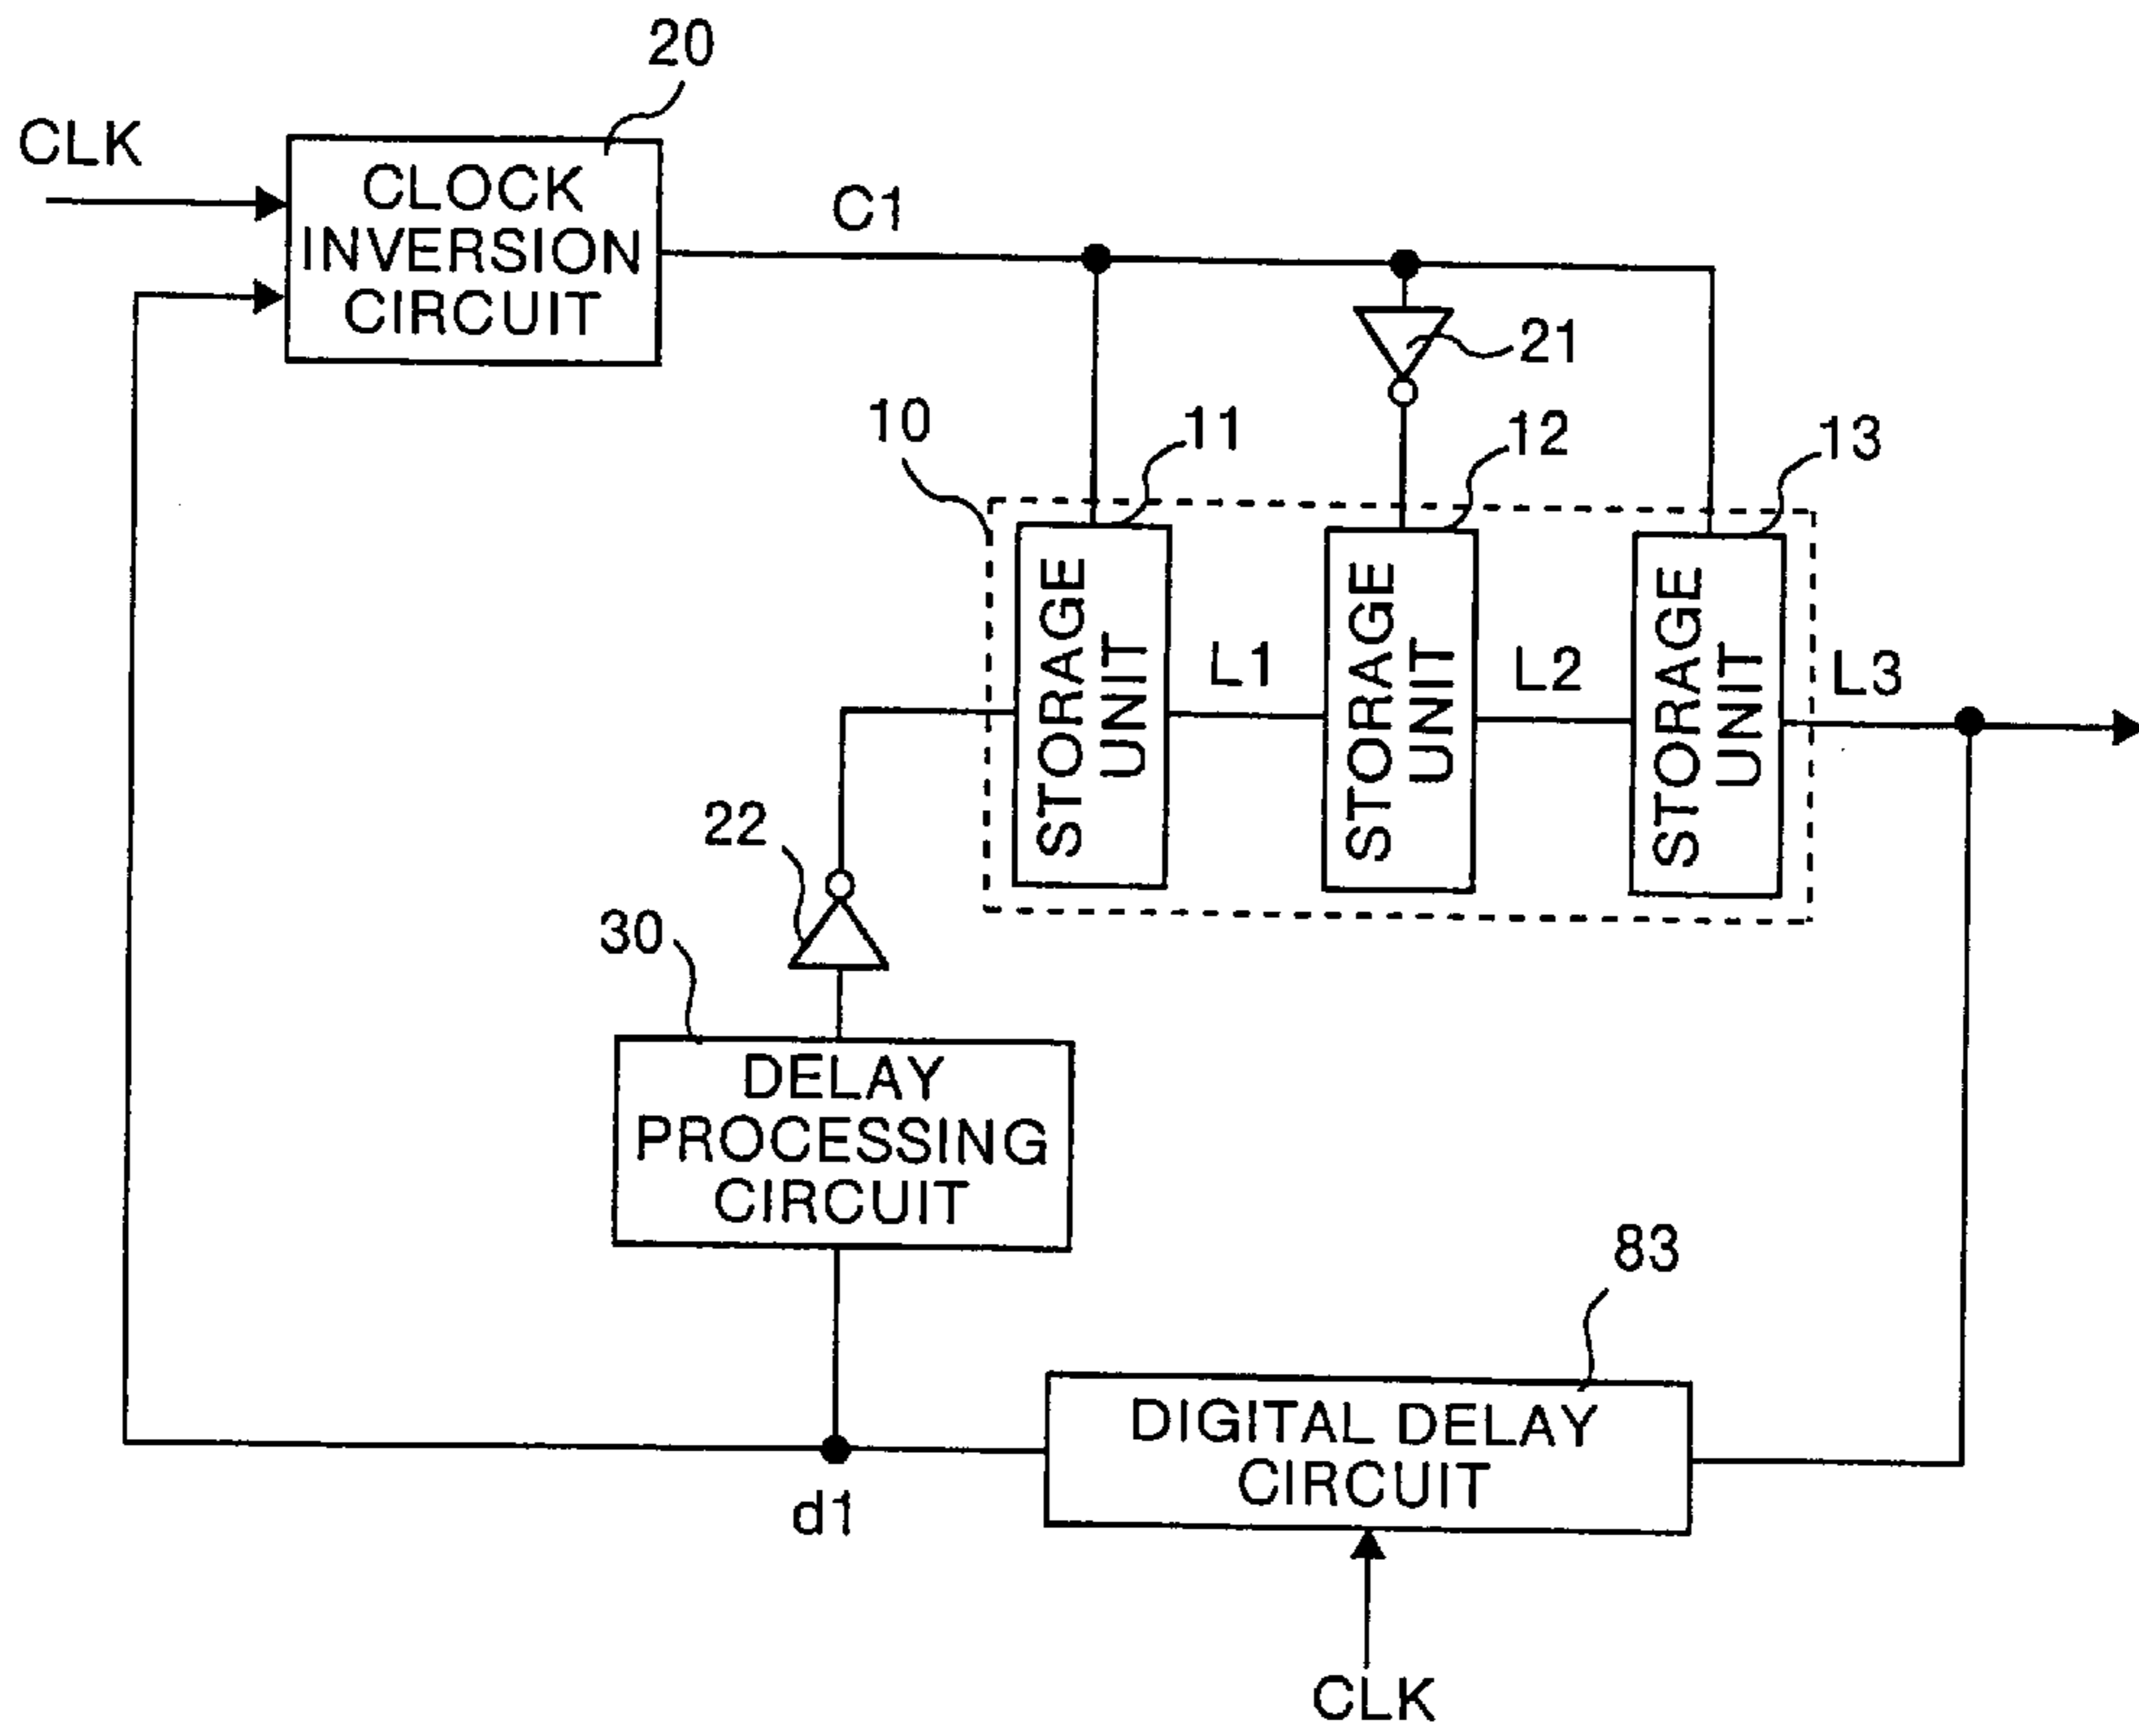 20
CLK
CLOCK
INVERSION
CIRCUIT
C1
21
10
11
12
13
STORAGE
UNIT
L1
STORAGE
UNIT
L2
STORAGE
UNIT
L3
22
30
DELAY
PROCESSING
CIRCUIT
83
DIGITAL DELAY
CIRCUIT
d1
CLK